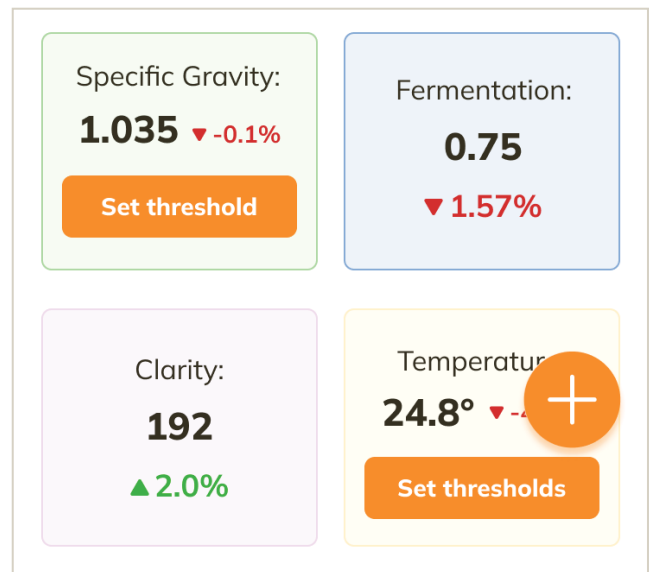 Specific Gravity:
1.035 ▼ -0.1%
Set threshold
Fermentation:
0.75
▼ 1.57%
Clarity:
192
▲ 2.0%
24.8° ▼
Set thresholds